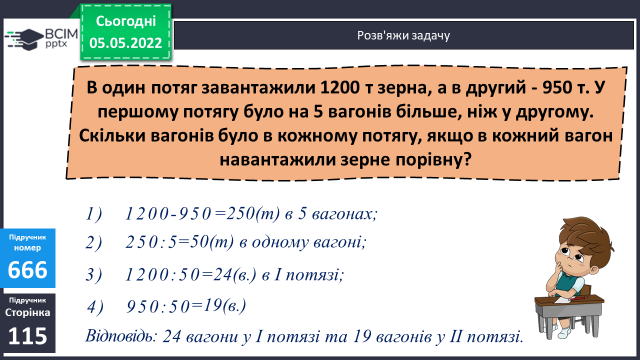 ВСІМ
pptx
Сьогодні
05.05.2022
Розв'яжи задачу
В один потяг завантажили 1200 т зерна, а в другий - 950 т. У
першому потягу було на 5 вагонів більше, ніж у другому.
Скільки вагонів було в кожному потягу, якщо в кожний вагон
навантажили зерне порівну?
1) 1200-950=250(т) в 5 вагонах;
2) 250:5=50(т) в одному вагоні;
3) 1200:50=24(в.) в І потязі;
4) 950:50=19(в.)
Відповідь: 24 вагони у І потязі та 19 вагонів у ІІ потязі.
Підручник
номер
666
Підручник
Сторінка
115